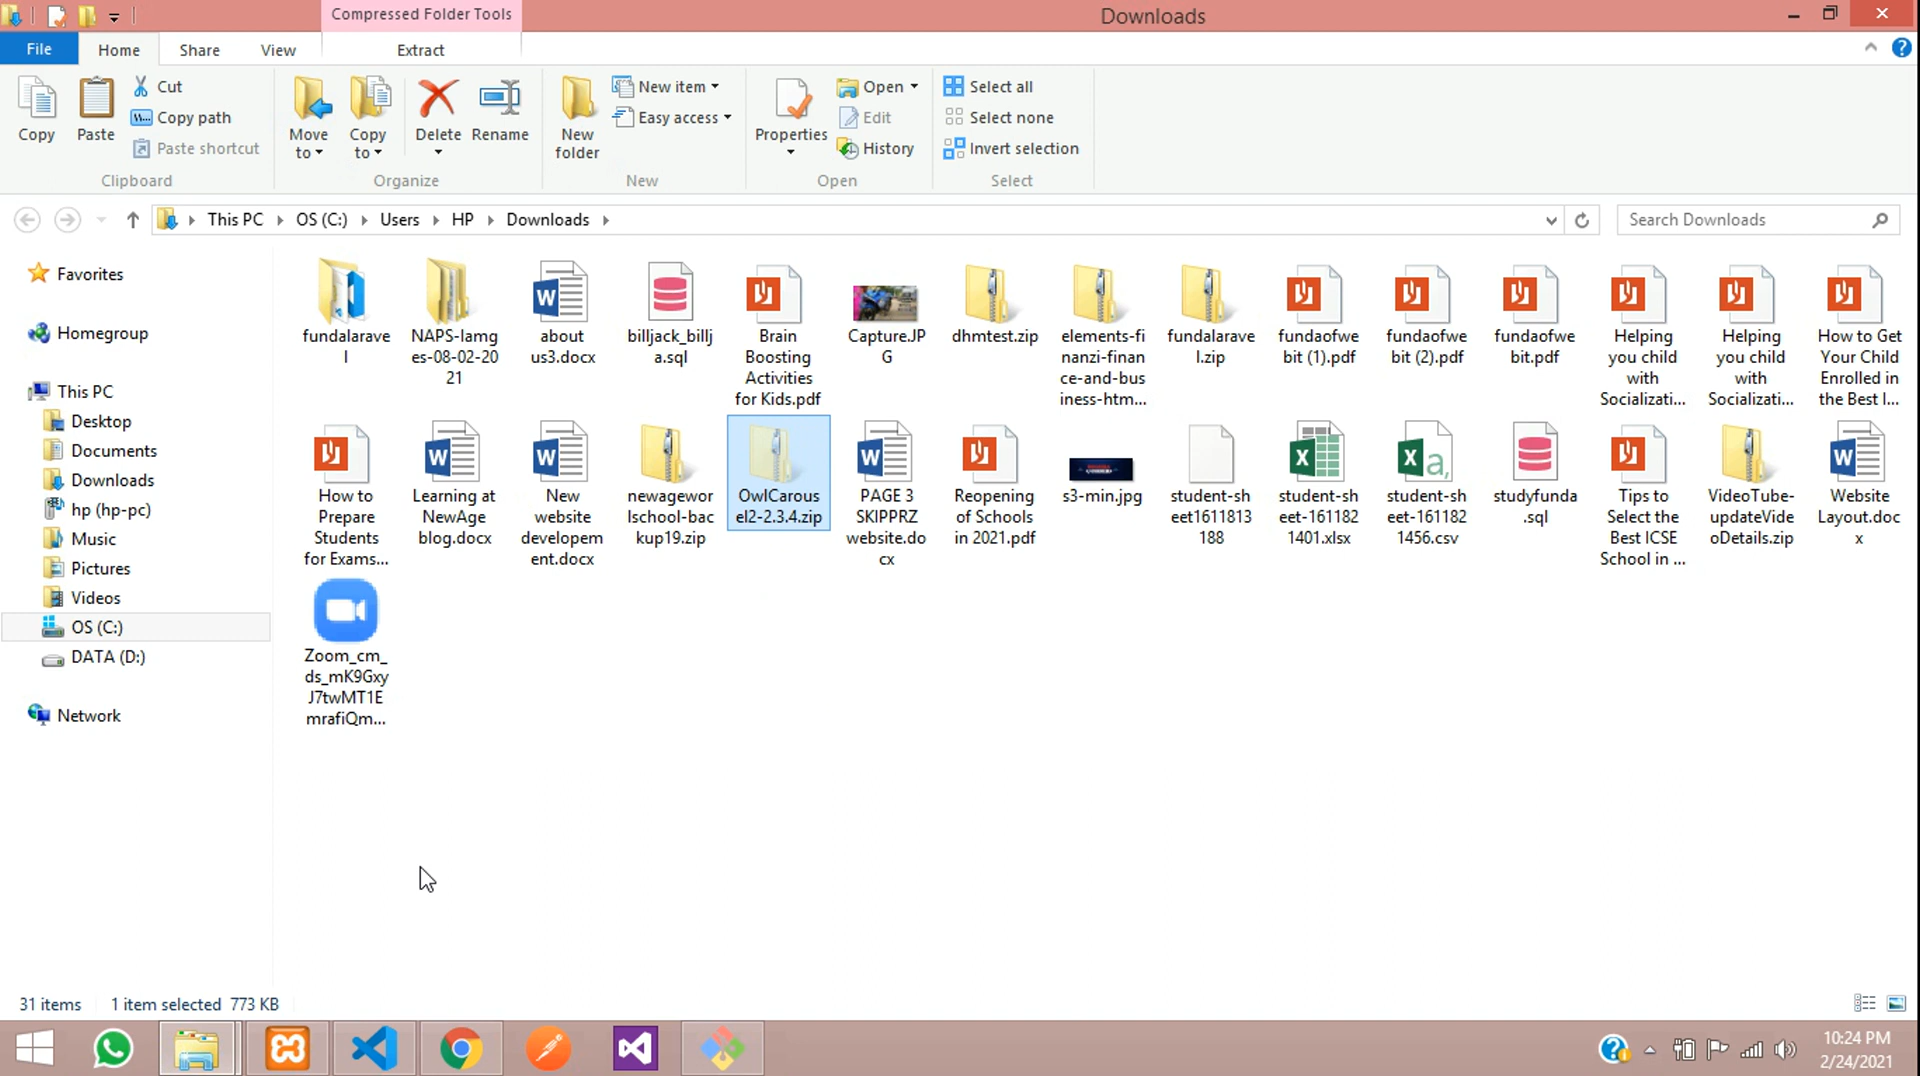 Compressed Folder Tools
Downloads
File
Home
Share
View
Extract
Copy
Paste
Cut
Copy path
Paste shortcut
Clipboard
Move to
Copy to
Delete
Rename
Organize
New folder
New item
Easy access
New
Properties
Open
Edit
History
Open
Select all
Select none
Invert selection
Select
This PC
OS (C:)
Users
HP
Downloads
Search Downloads
Favorites
Homegroup
This PC
Desktop
Documents
Downloads
hp (hp-pc)
Music
Pictures
Videos
OS (C:)
DATA (D:)
Network
fundalarave
l
NAPS-Iamg
es-08-02-20
21
about
us3.docx
billjack_billj
a.sql
Brain
Boosting
Activities
for Kids.pdf
Capture.JP
G
dhmtest.zip
elements-fi
nanzi-finan
ce-and-bus
iness-htm...
fundalarave
l.zip
fundaofwe
bit (1).pdf
fundaofwe
bit (2).pdf
fundaofwe
bit.pdf
Helping
you child
with
Socializati...
Helping
you child
with
Socializati...
How to Get
Your Child
Enrolled in
the Best I...
How to
Prepare
Students
for Exams...
Learning at
NewAge
blog.docx
New
website
developem
ent.docx
newagewor
lschool-bac
kup19.zip
OwlCarous
el2-2.3.4.zip
PAGE 3
SKIPPRZ
website.do
cx
Reopening
of Schools
in 2021.pdf
s3-min.jpg
student-sh
eet1611813
188
student-sh
eet-161182
1401.xlsx
student-sh
eet-161182
1456.csv
studyfunda
.sql
Tips to
Select the
Best ICSE
School in ...
VideoTube-
updateVide
oDetails.zip
Website
Layout.doc
x
Zoom_cm_
ds_mK9Gxy
J7twMT1E
mrafiQm...
31 items
1 item selected 773 KB
10:24 PM
2/24/2021